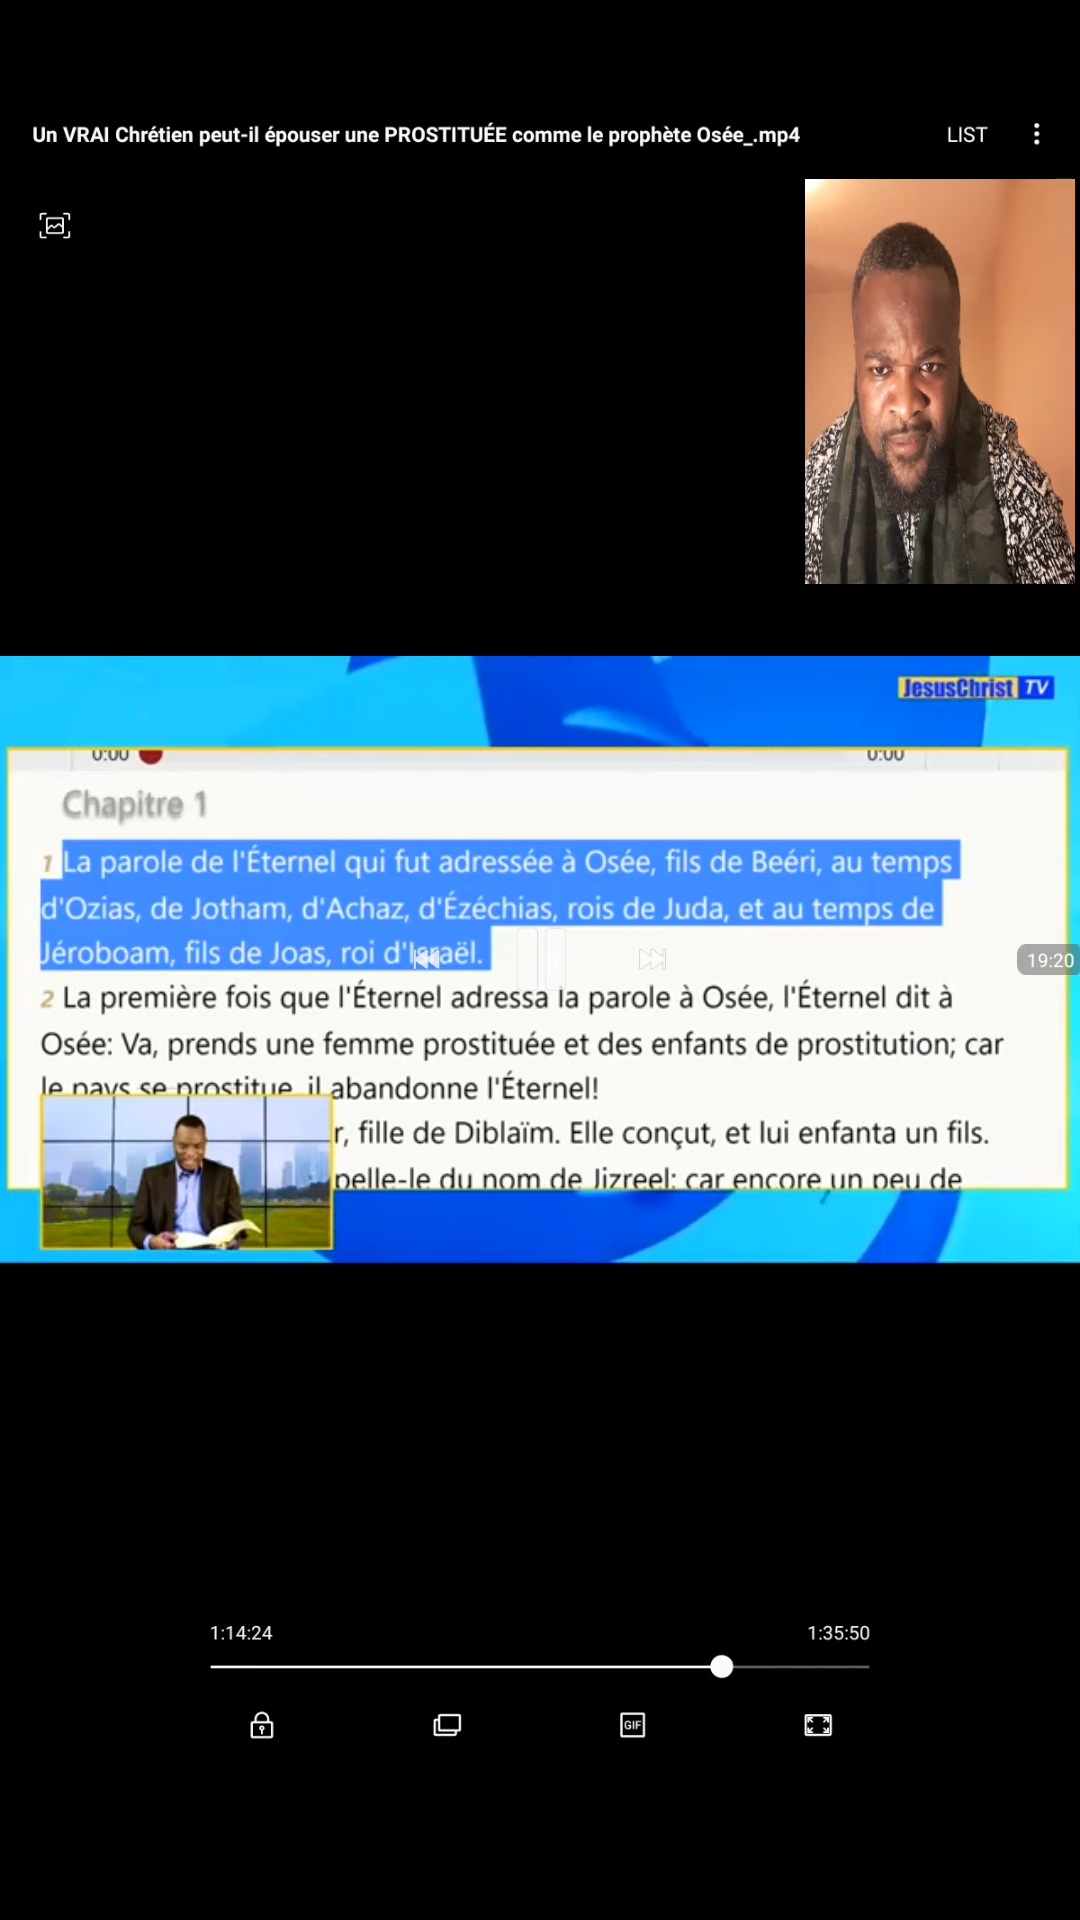 Un VRAI Chrétien peut-il épouser une PROSTITUÉE comme le prophète Osée_.mp4
LIST
JesusChrist TV
0:00
0:00
Chapitre 1
1 La parole de l'Éternel qui fut adressée à Osée, fils de Beéri, au temps
d'Ozias, de Jotham, d'Achaz, d'Ézéchias, rois de Juda, et au temps de
Jéroboam, fils de Joas, roi d'Israël.
19:20
2 La première fois que l'Éternel adressa la parole à Osée, l'Éternel dit à
Osée: Va, prends une femme prostituée et des enfants de prostitution; car
le pays se prostitue, il abandonne l'Éternel!
r, fille de Diblaïm. Elle conçut, et lui enfanta un fils.
pelle-le du nom de Jizreel; car encore un peu de
1:14:24
1:35:50
GIF